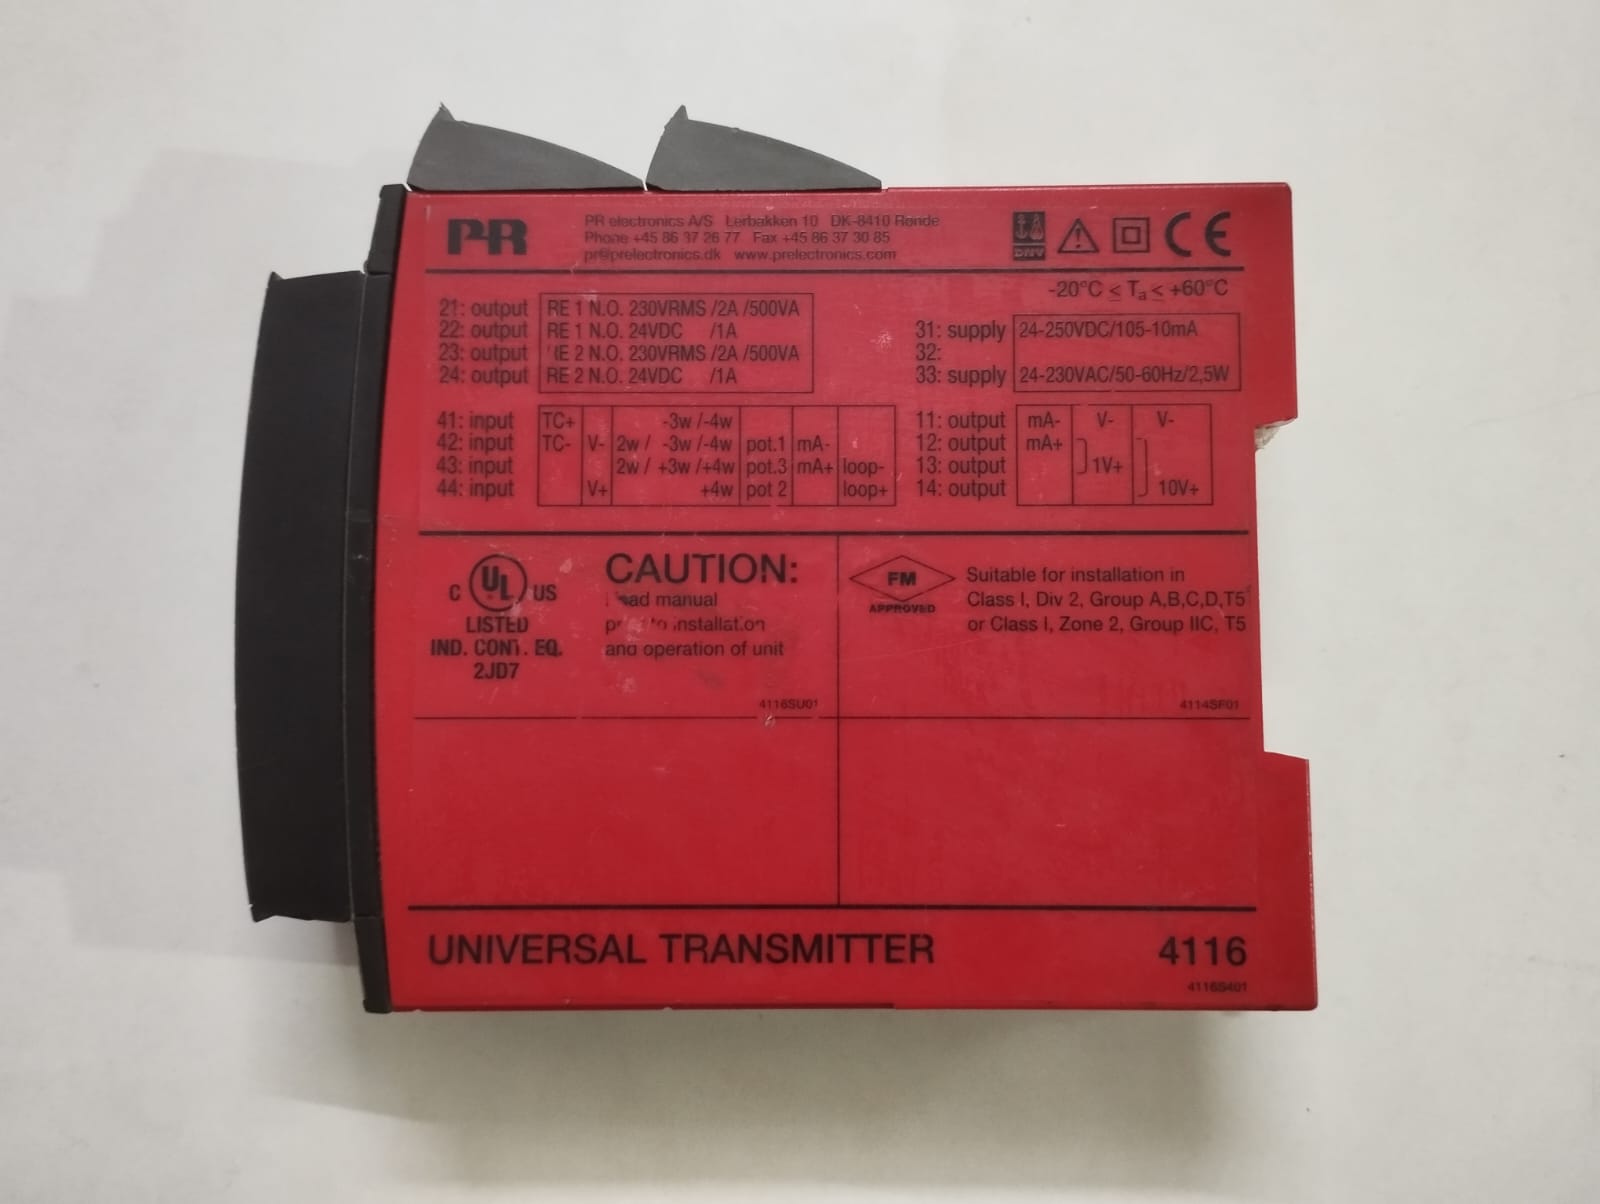 PR
PR electronics A/S Lerbakken 10 DK-8410 Rønde
Phone +45 86 37 26 77 Fax +45 86 37 30 85
pr@prelectronics.dk www.prelectronics.com
DNV
CE
-20°C ≤ Ta ≤ +60°C
21: output RE 1 N.O. 230VRMS /2A /500VA
22: output RE 1 N.O. 24VDC /1A
23: output RE 2 N.O. 230VRMS /2A /500VA
24: output RE 2 N.O. 24VDC /1A
31: supply 24-250VDC/105-10mA
32:
33: supply 24-230VAC/50-60Hz/2,5W
41: input TC+ -3w /-4w
42: input TC- V- 2w / -3w /-4w pot.1 mA-
43: input 2w / +3w /+4w pot.3 mA+ loop-
44: input V+ +4w pot 2 loop+
11: output mA- V- V-
12: output mA+
13: output 1V+
14: output 10V+
C UL US
LISTED
IND. CONT. EQ.
2JD7
CAUTION:
Read manual
prior to installation
and operation of unit
4116SU01
FM
APPROVED
Suitable for installation in
Class I, Div 2, Group A,B,C,D,T5
or Class I, Zone 2, Group IIC, T5
4114SF01
UNIVERSAL TRANSMITTER 4116
4116S401